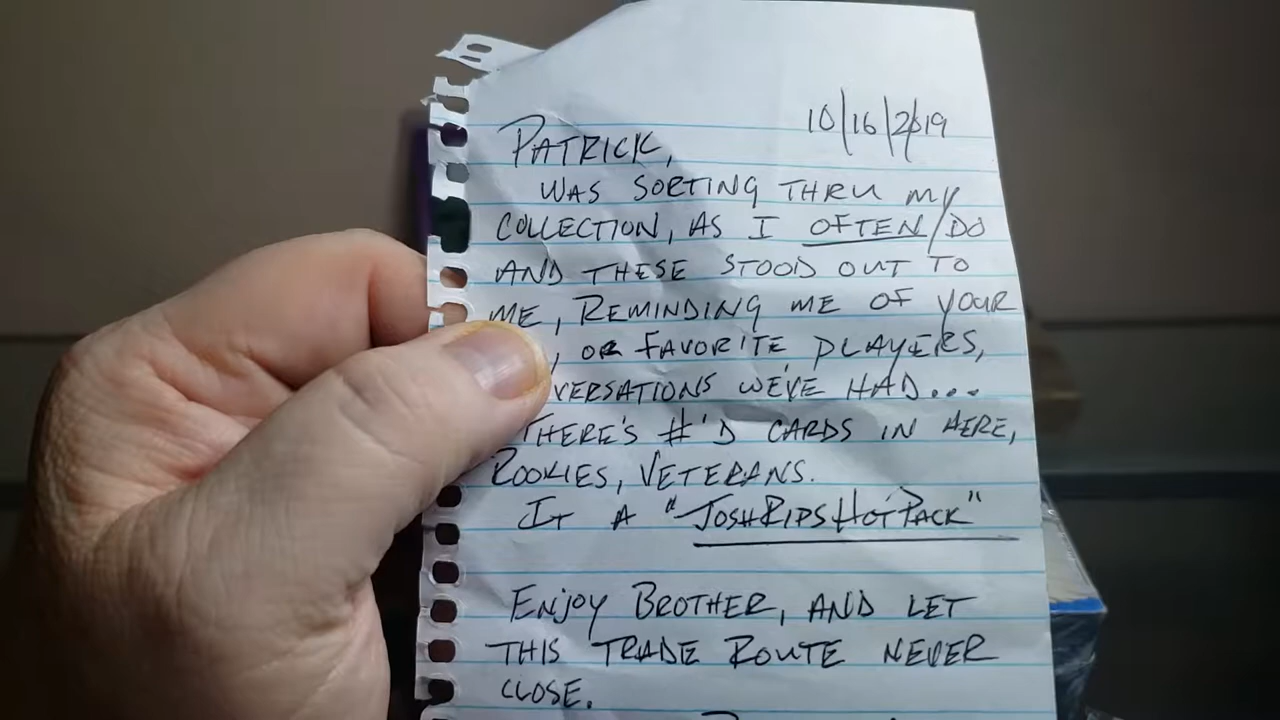 10/16/2019
PATRICK,
WAS SORTING THRU MY
COLLECTION, AS I OFTEN/DO
AND THESE STOOD OUT TO
ME, REMINDING ME OF YOUR
, OR FAVORITE PLAYERS,
VERSATIONS WE'VE HAD...
THERE'S #'D CARDS IN HERE,
ROOKIES, VETERANS.
IT A "JOSHRIPSHOTPACK"
ENJOY BROTHER, AND LET
THIS TRADE ROUTE NEVER
CLOSE.